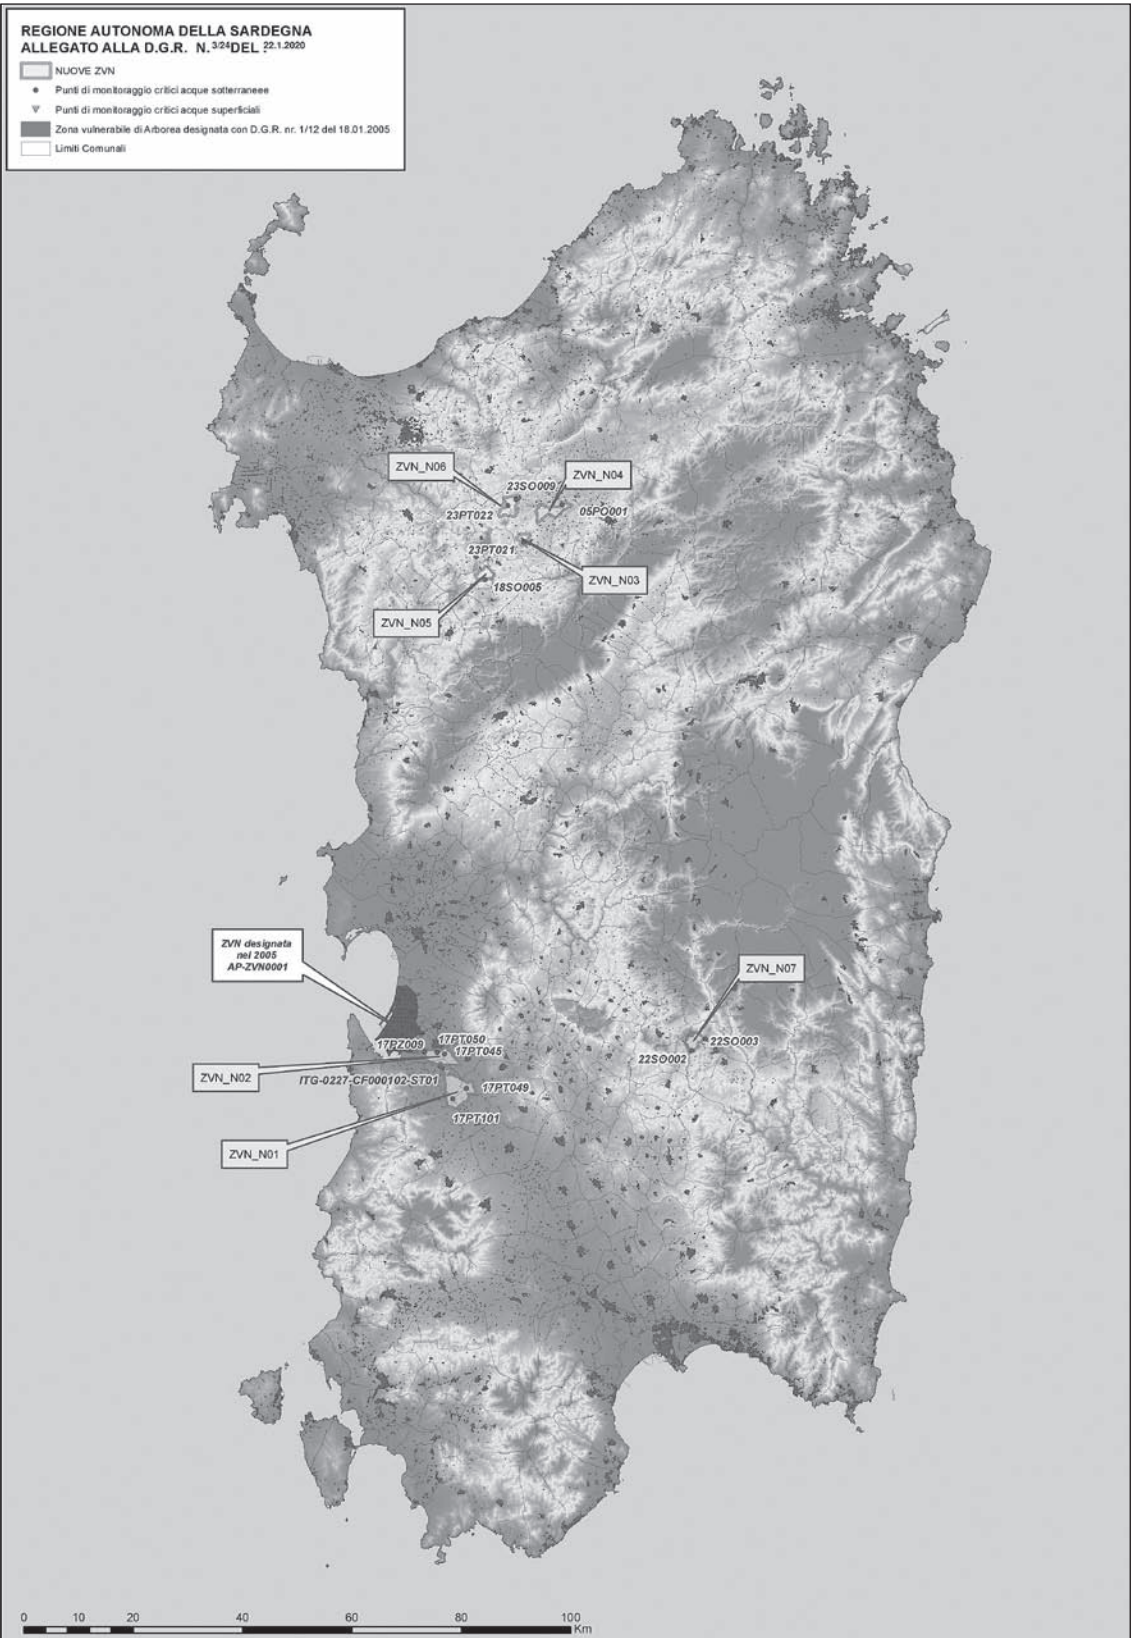 REGIONE AUTONOMA DELLA SARDEGNA
ALLEGATO ALLA D.G.R. N. 3/24 DEL 22.1.2020
NUOVE ZVN
Punti di monitoraggio critici acque sotterraneee
Punti di monitoraggio critici acque superficiali
Zona vulnerabile di Arborea designata con D.G.R. nr. 1/12 del 18.01.2005
Limiti Comunali
ZVN_N06
23SO009
ZVN_N04
23PT022
05PO001
23PT021
ZVN_N03
18SO005
ZVN_N05
ZVN designata
nel 2005
AP-ZVN0001
ZVN_N07
17PZ009
17PT050
17PT045
22SO003
22SO002
ZVN_N02
ITG-0227-CF000102-ST01
17PT049
17PT101
ZVN_N01
0 10 20 40 60 80 100
Km